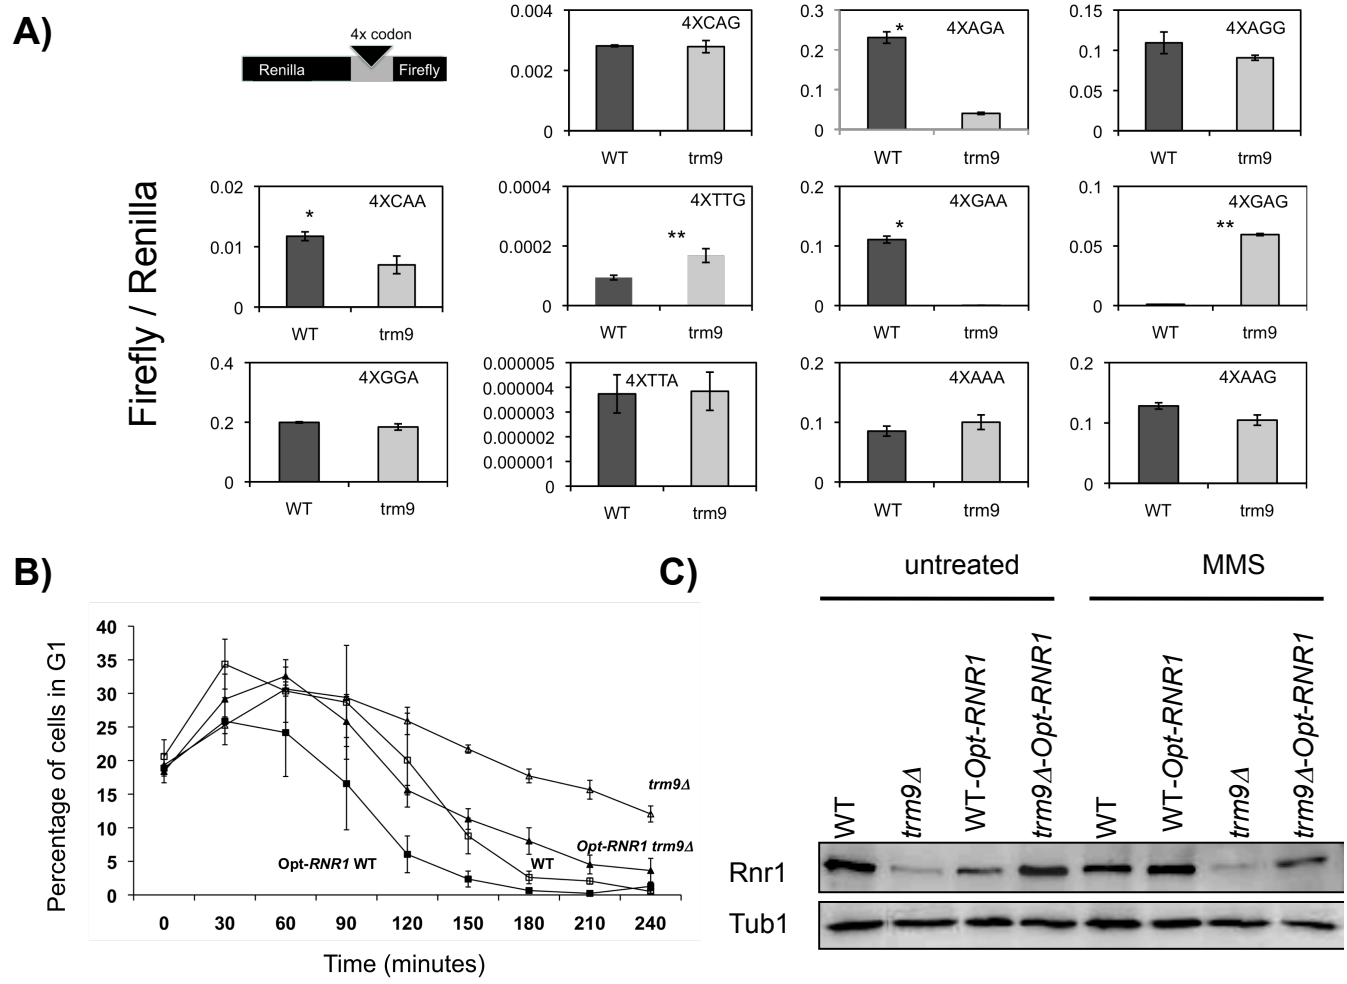 A)
4x codon
Renilla
Firefly
Firefly / Renilla
0.004
0.002
0
4XCAG
WT
trm9
0.3
0.2
0.1
0
4XAGA
*
WT
trm9
0.15
0.1
0.05
0
4XAGG
WT
trm9
0.02
0.01
0
4XCAA
*
WT
trm9
0.0004
0.0002
0
4XTTG
**
WT
trm9
0.2
0.1
0
4XGAA
*
WT
trm9
0.1
0.05
0
4XGAG
**
WT
trm9
0.4
0.2
0
4XGGA
WT
trm9
0.000005
0.000004
0.000003
0.000002
0.000001
0
4XTTA
WT
trm9
0.2
0.1
0
4XAAA
WT
trm9
0.2
0.1
0
4XAAG
WT
trm9
B)
Percentage of cells in G1
40
35
30
25
20
15
10
5
0
trm9Δ
Opt-RNR1 trm9Δ
WT
Opt-RNR1 WT
0 30 60 90 120 150 180 210 240
Time (minutes)
C)
untreated
MMS
WT
trm9Δ
WT-Opt-RNR1
trm9Δ-Opt-RNR1
WT
WT-Opt-RNR1
trm9Δ
trm9Δ-Opt-RNR1
Rnr1
Tub1